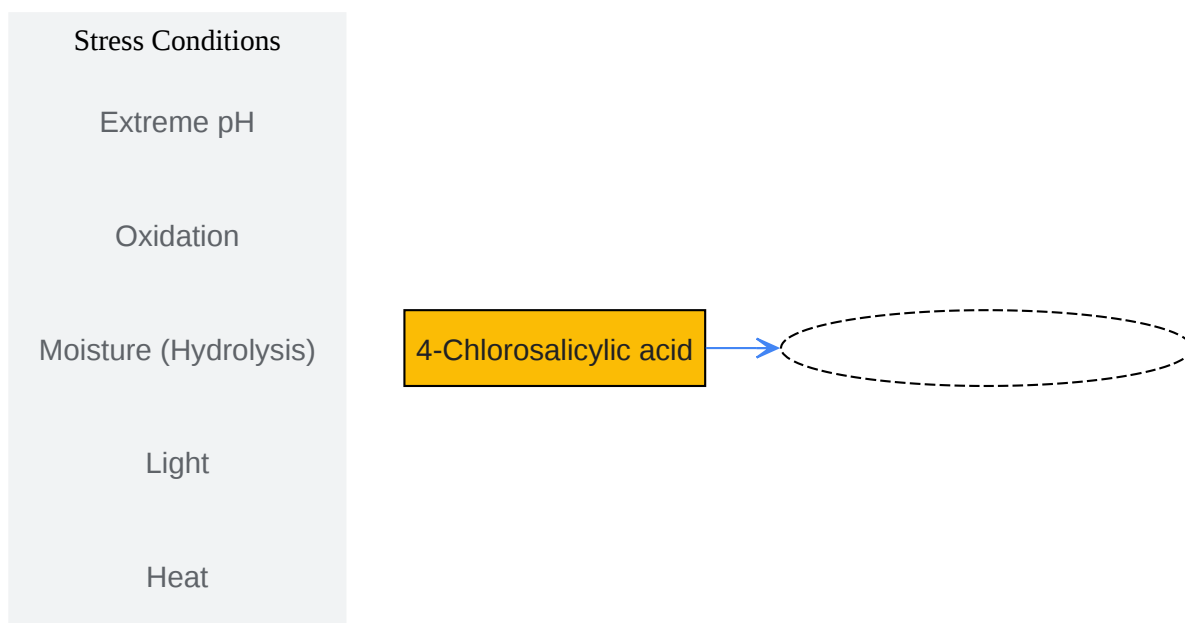 Stress Conditions
Extreme pH
Oxidation
Moisture (Hydrolysis)
4-Chlorosalicylic acid
Light
Heat